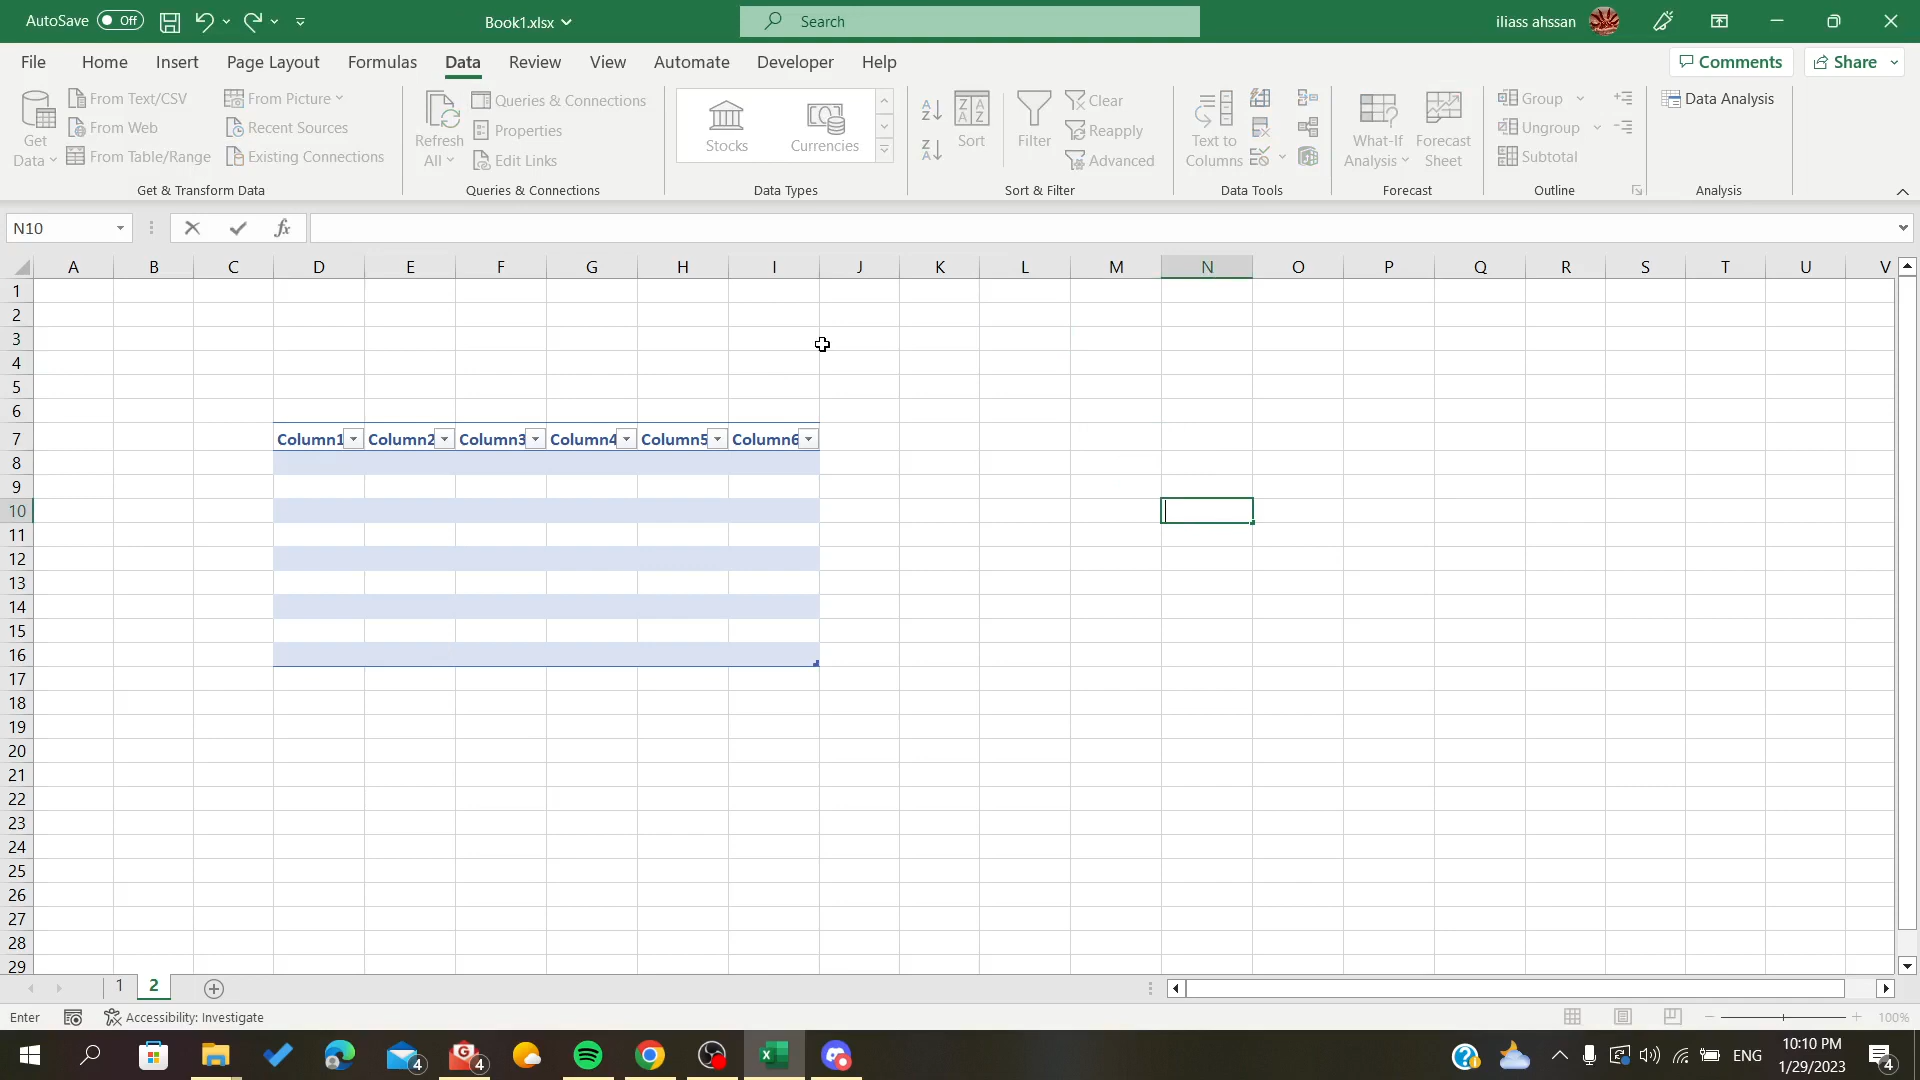 AutoSave Off Book1.xlsx Search iliass ahssan
File Home Insert Page Layout Formulas Data Review View Automate Developer Help Comments Share
Get Data
From Text/CSV
From Web
From Table/Range
From Picture
Recent Sources
Existing Connections
Get & Transform Data
Refresh All
Queries & Connections
Properties
Edit Links
Queries & Connections
Stocks Currencies
Data Types
A Z
Z A
Z A A Z
Sort
Filter
Clear
Reapply
Advanced
Sort & Filter
Text to Columns
Data Tools
What-If Analysis
Forecast Sheet
Forecast
Group
Ungroup
Subtotal
Outline
Data Analysis
Analysis
N10 fx
A B C D E F G H I J K L M N O P Q R S T U V
1
2
3
4
5
6
7 Column1 Column2 Column3 Column4 Column5 Column6
8
9
10
11
12
13
14
15
16
17
18
19
20
21
22
23
24
25
26
27
28
29
1 2
Enter Accessibility: Investigate 100%
4 4 ENG 10:10 PM 4
1/29/2023